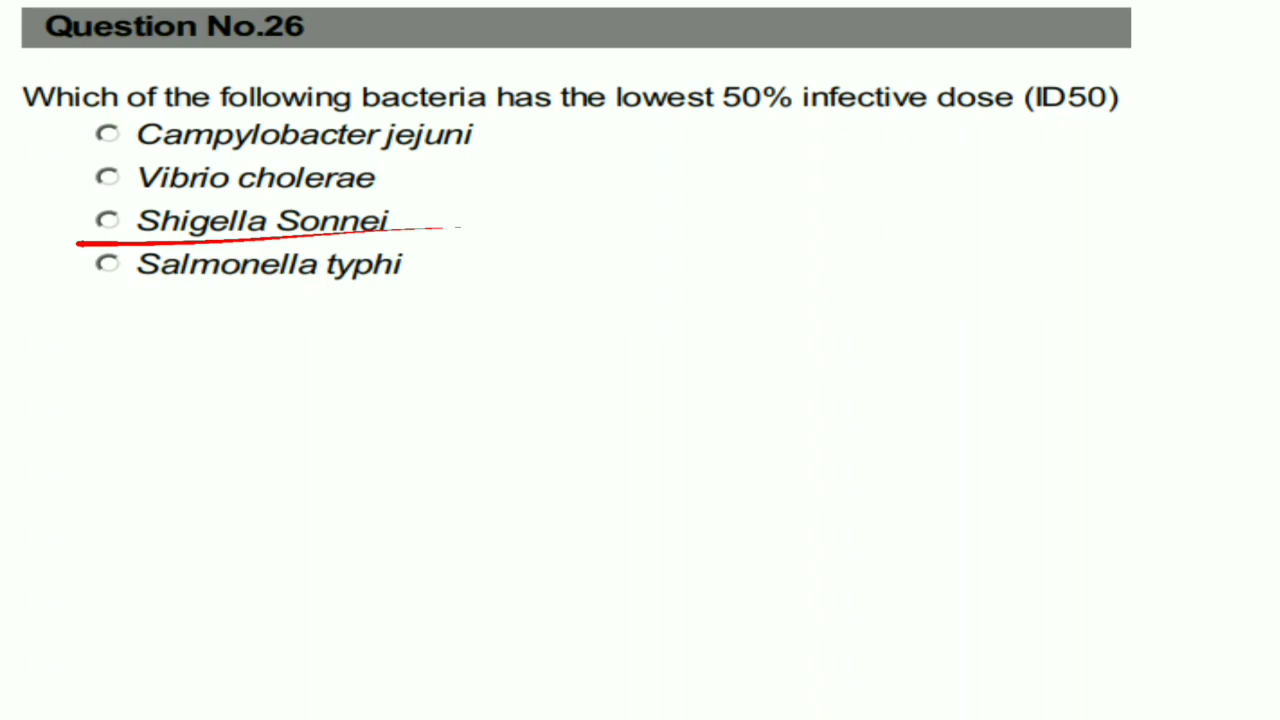 Question No.26
Which of the following bacteria has the lowest 50% infective dose (ID50)
Campylobacter jejuni
Vibrio cholerae
Shigella Sonnei
Salmonella typhi